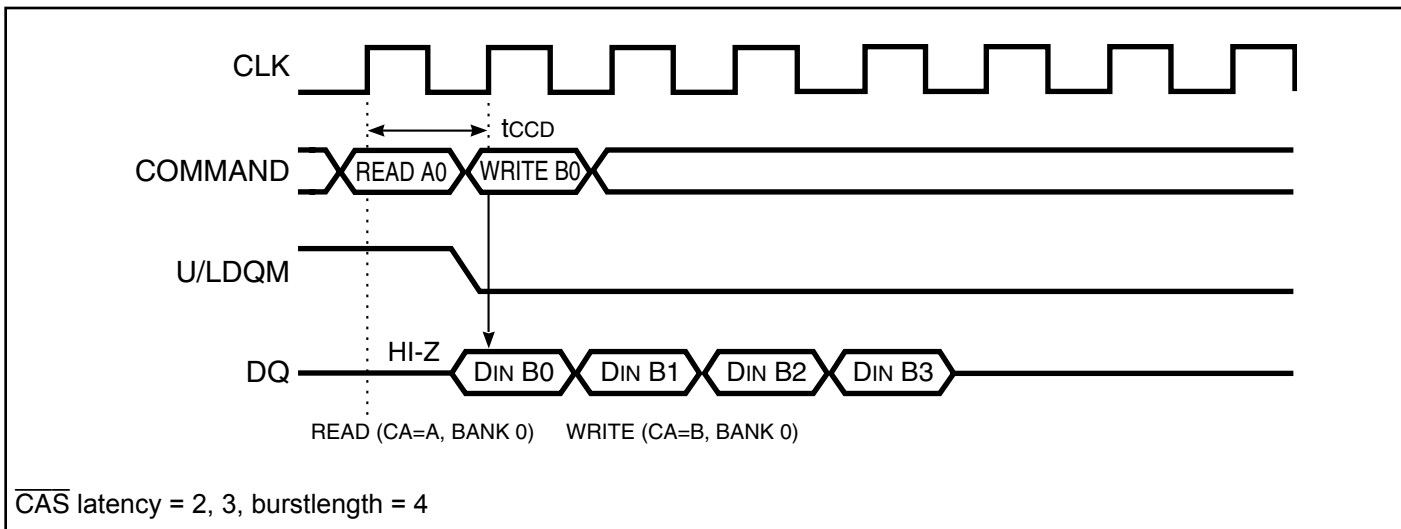 CLK
tCCD
COMMAND READ A0 WRITE B0
U/LDQM
HI-Z
DQ DIN B0 DIN B1 DIN B2 DIN B3
READ (CA=A, BANK 0) WRITE (CA=B, BANK 0)
CAS latency = 2, 3, burstlength = 4